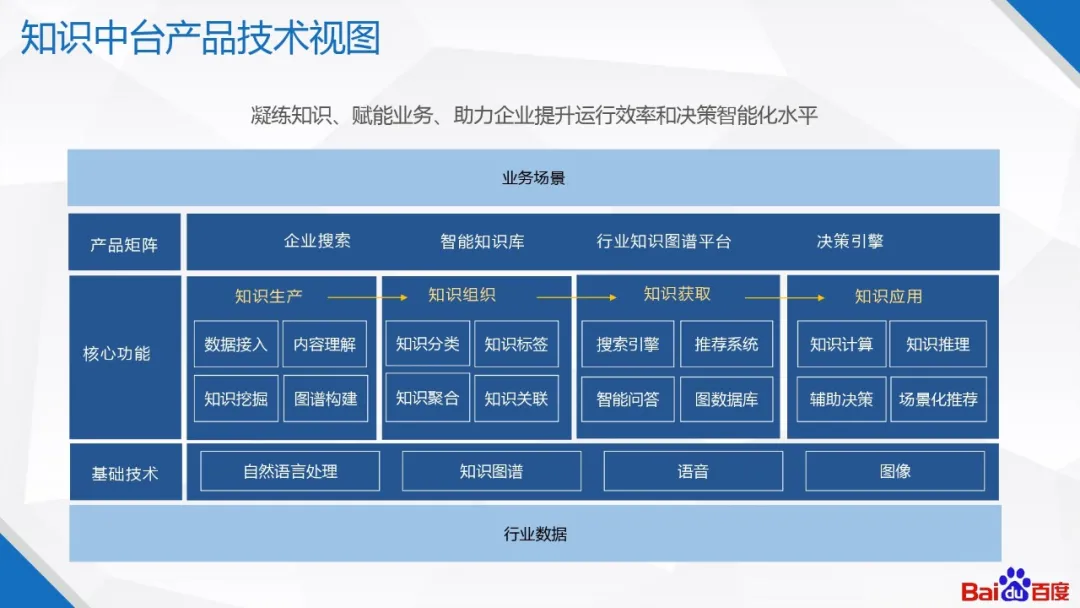 知识中台产品技术视图
凝练知识、赋能业务、助力企业提升运行效率和决策智能化水平
业务场景
产品矩阵 企业搜索 智能知识库 行业知识图谱平台 决策引擎
核心功能
知识生产 知识组织 知识获取 知识应用
数据接入 内容理解 知识分类 知识标签 搜索引擎 推荐系统 知识计算 知识推理
知识挖掘 图谱构建 知识聚合 知识关联 智能问答 图数据库 辅助决策 场景化推荐
基础技术 自然语言处理 知识图谱 语音 图像
行业数据
Bai du 百度